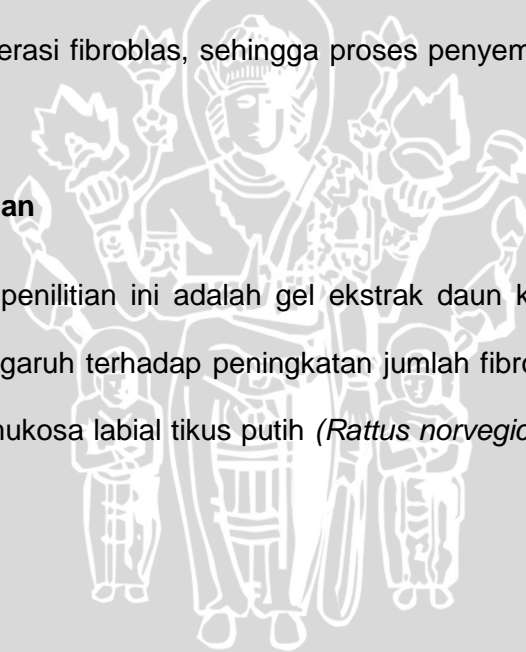 erasi fibroblas, sehingga proses penyem
an
penilitian ini adalah gel ekstrak daun k
garuh terhadap peningkatan jumlah fibro
nukosa labial tikus putih (Rattus norvegic